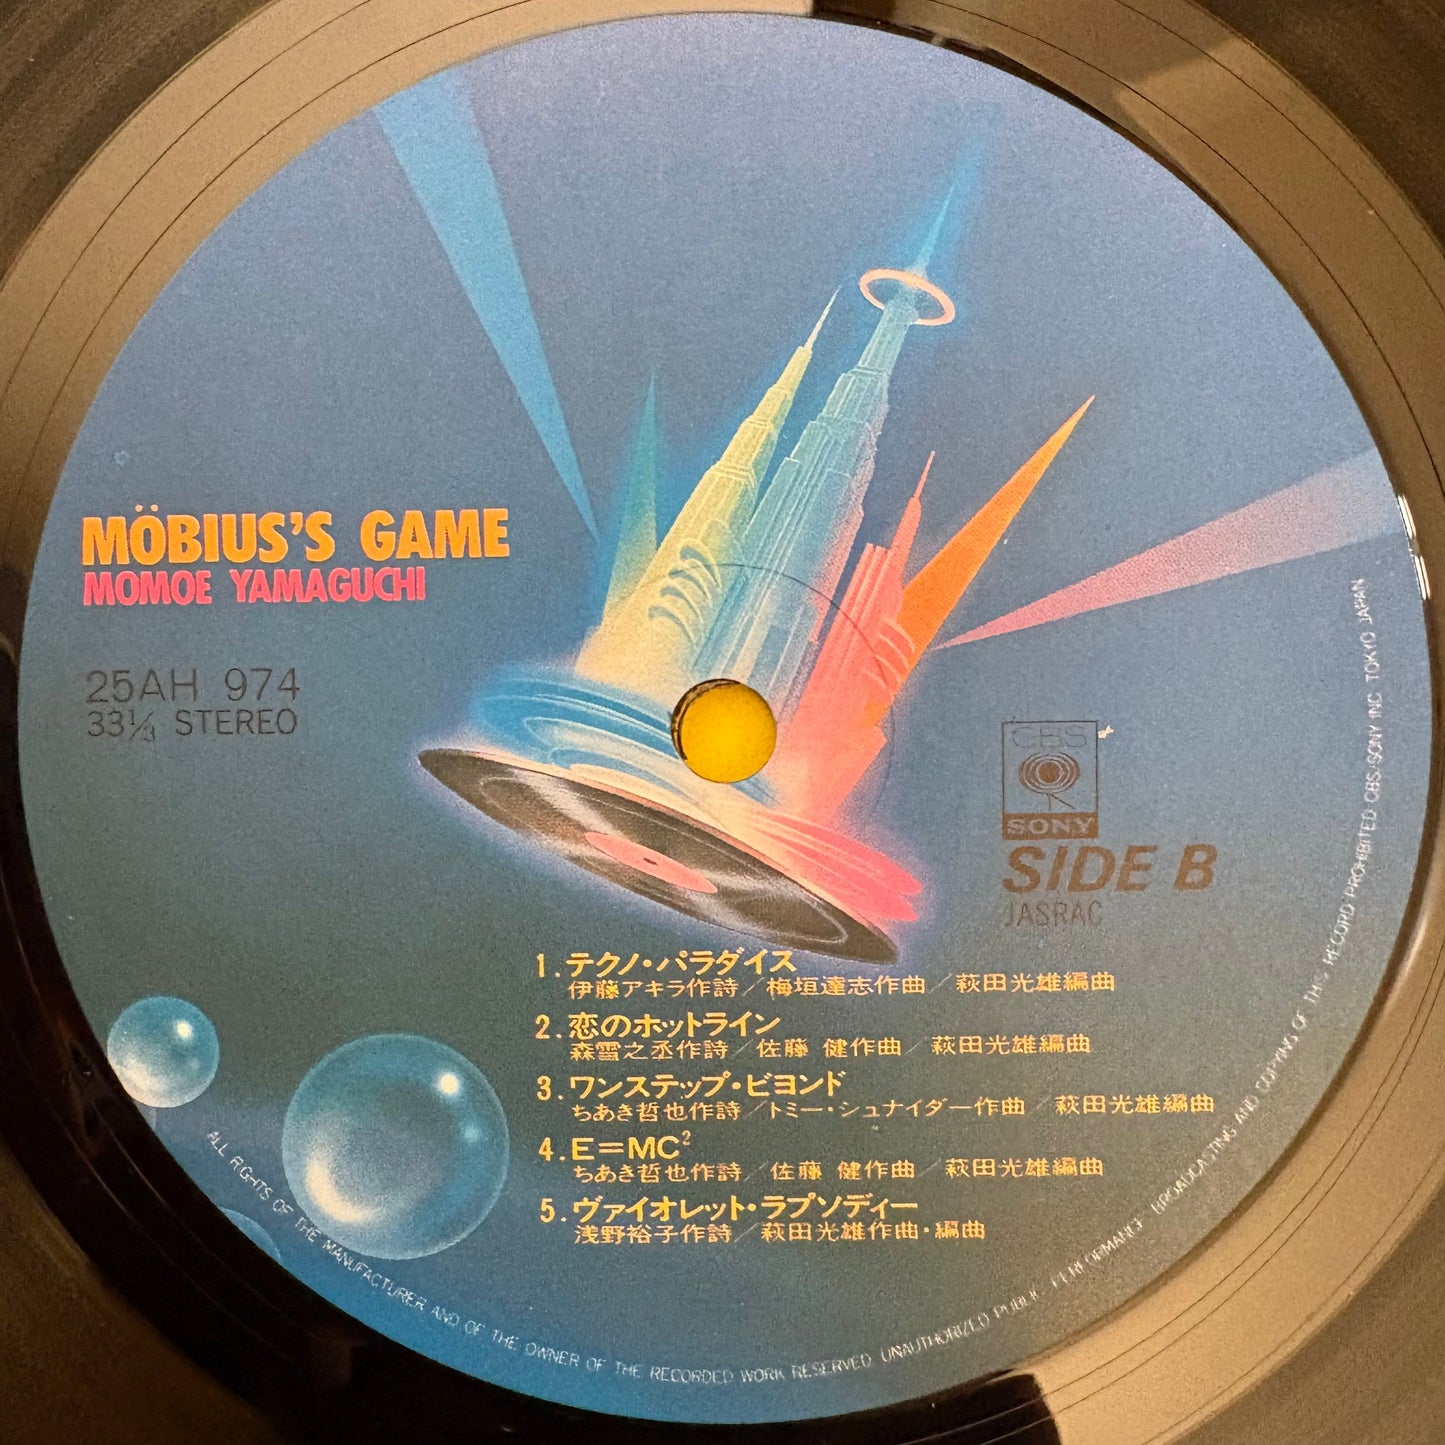 MÖBIUS'S GAME
MOMOE YAMAGUCHI
25AH 974
33⅓ STEREO
CBS
SONY
SIDE B
JASRAC
1.テクノ・パラダイス
伊藤アキラ作詩／梅垣達志作曲／萩田光雄編曲
2.恋のホットライン
森雪之丞作詩／佐藤 健作曲／萩田光雄編曲
3.ワンステップ・ビヨンド
ちあき哲也作詩／トミー・シュナイダー作曲／萩田光雄編曲
4.E=MC²
ちあき哲也作詩／佐藤 健作曲／萩田光雄編曲
5.ヴァイオレット・ラプソディー
浅野裕子作詩／萩田光雄作曲・編曲
ALL RIGHTS OF THE MANUFACTURER AND OF THE OWNER OF THE RECORDED WORK RESERVED UNAUTHORIZED PUBLIC PERFORMANCE BROADCASTING AND COPYING OF THIS RECORD PROHIBITED CBS/SONY INC. TOKYO JAPAN